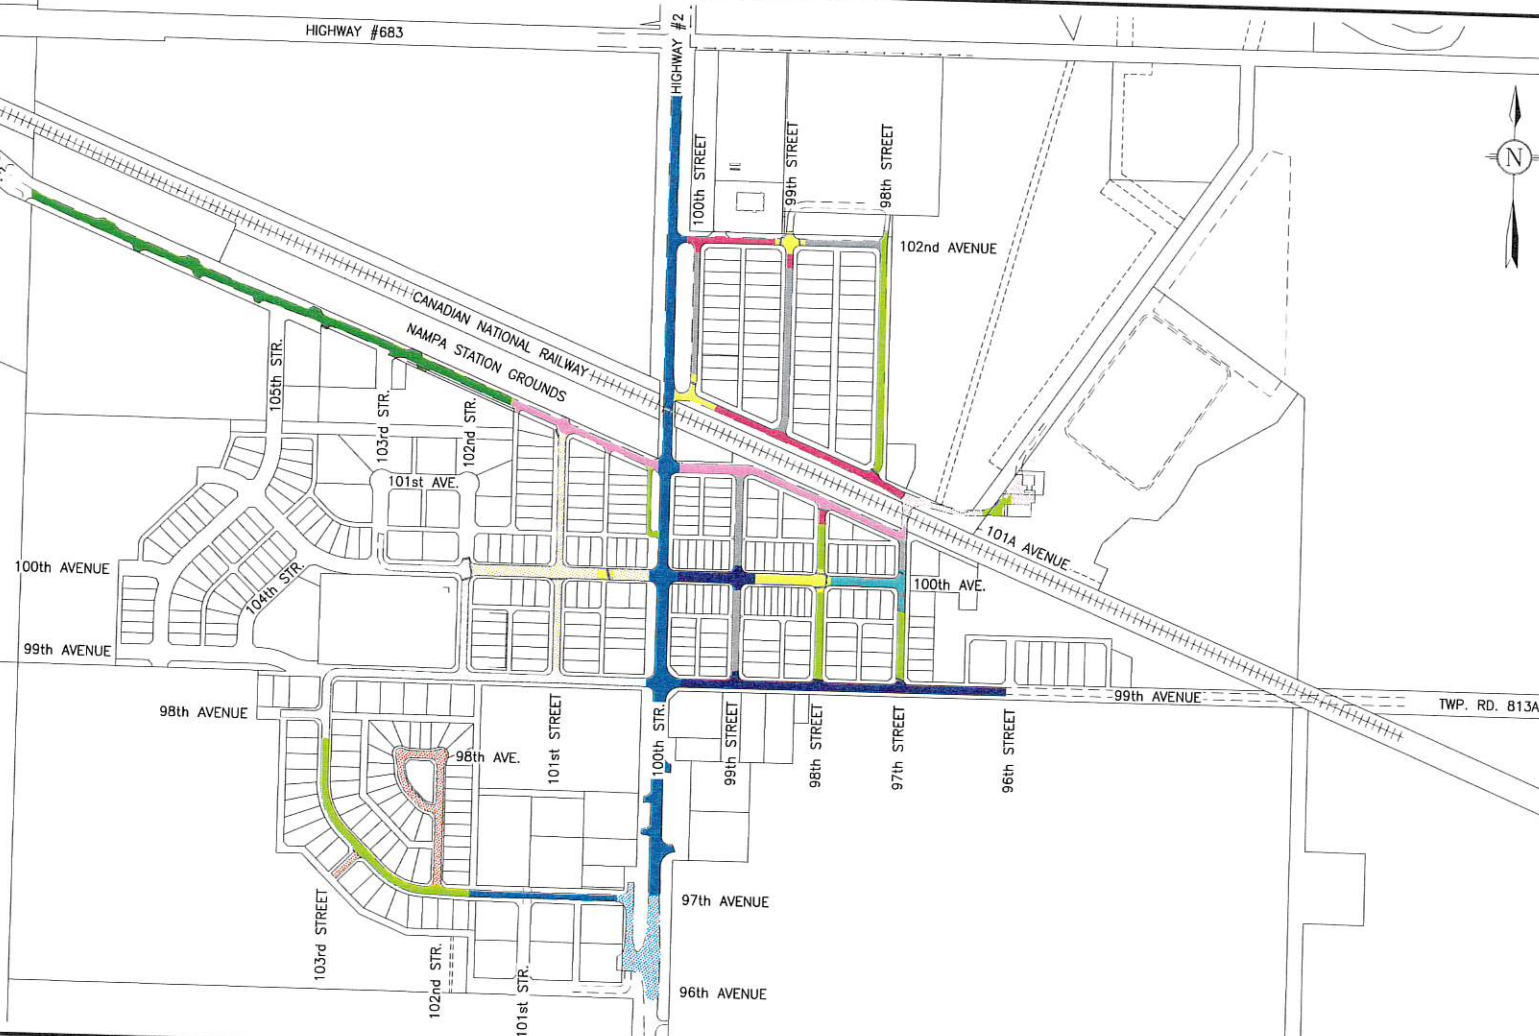 HIGHWAY #683
HIGHWAY #2
100th STREET
99th STREET
98th STREET
N
102nd AVENUE
CANADIAN NATIONAL RAILWAY
NAMPA STATION GROUNDS
105th STR.
103rd STR.
102nd STR.
101st AVE.
101A AVENUE
100th AVENUE
104th STR.
100th AVE.
99th AVENUE
98th AVENUE
98th AVE.
101st STREET
100th STR.
99th STREET
98th STREET
97th STREET
96th STREET
99th AVENUE
TWP. RD. 813A
103rd STREET
102nd STR.
101st STR.
97th AVENUE
96th AVENUE